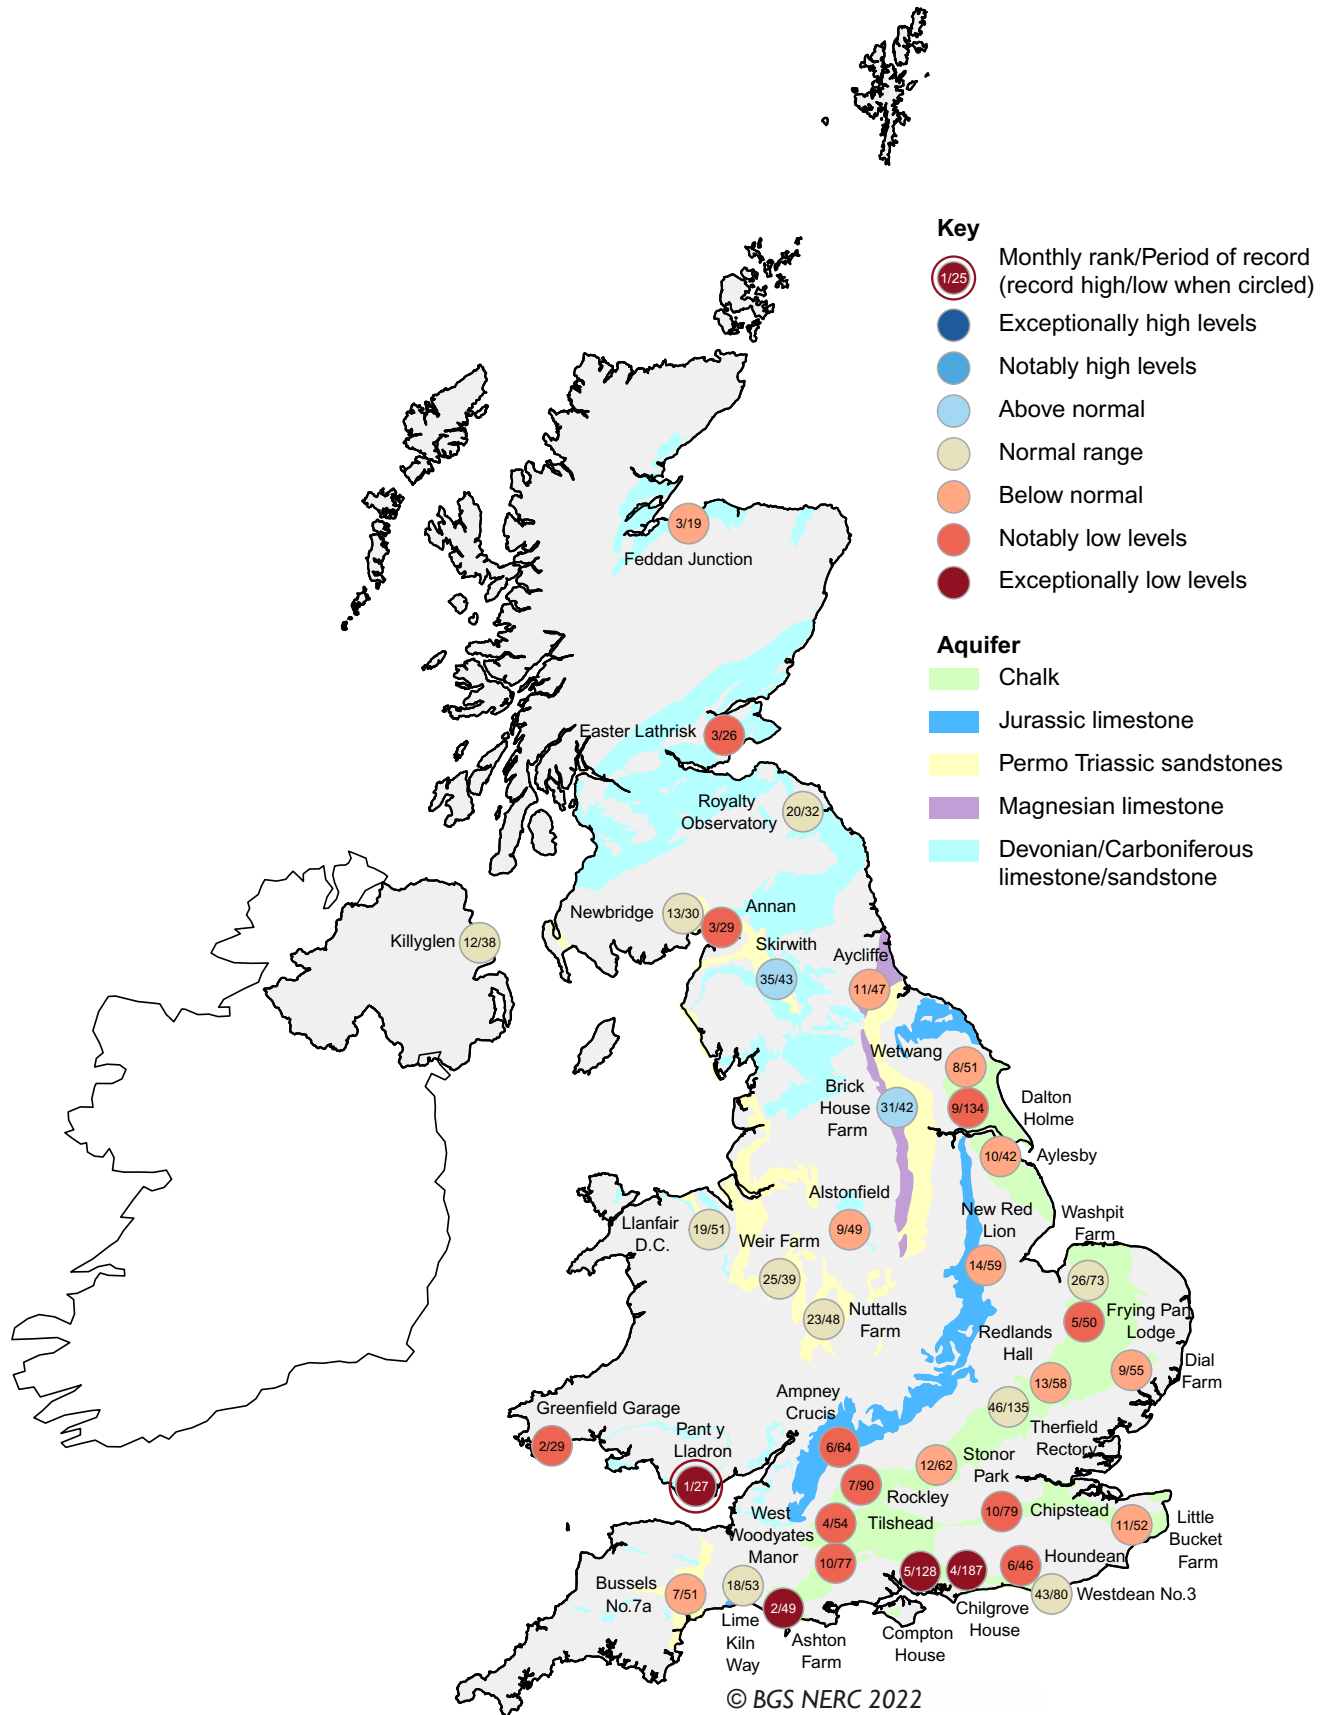 Key
1/25
Monthly rank/Period of record
(record high/low when circled)
Exceptionally high levels
Notably high levels
Above normal
Normal range
Below normal
Notably low levels
Exceptionally low levels
Aquifer
Chalk
Jurassic limestone
Permo Triassic sandstones
Magnesian limestone
Devonian/Carboniferous
limestone/sandstone
3/19
Feddan Junction
Easter Lathrisk
3/26
Royalty
Observatory
20/32
Newbridge
13/30
Annan
3/29
Killyglen
12/38
Skirwith
35/43
Aycliffe
11/47
Wetwang
8/51
Brick
House
Farm
31/42
9/134
Dalton
Holme
10/42
Aylesby
Alstonfield
9/49
Llanfair
D.C.
19/51
Weir Farm
25/39
New Red
Lion
14/59
Washpit
Farm
26/73
Nuttalls
Farm
23/48
5/50
Frying Pan
Lodge
Redlands
Hall
13/58
9/55
Dial
Farm
46/135
Therfield
Rectory
Ampney
Crucis
6/64
Greenfield Garage
2/29
Pant y
Lladron
1/27
12/62
Stonor
Park
7/90
Rockley
West
Woodyates
Manor
10/77
4/54
Tilshead
10/79
Chipstead
11/52
Little
Bucket
Farm
5/128
4/187
6/46
Houndean
43/80
Westdean No.3
Bussels
No.7a
7/51
18/53
Lime
Kiln
Way
2/49
Ashton
Farm
Compton
House
Chilgrove
House
© BGS NERC 2022